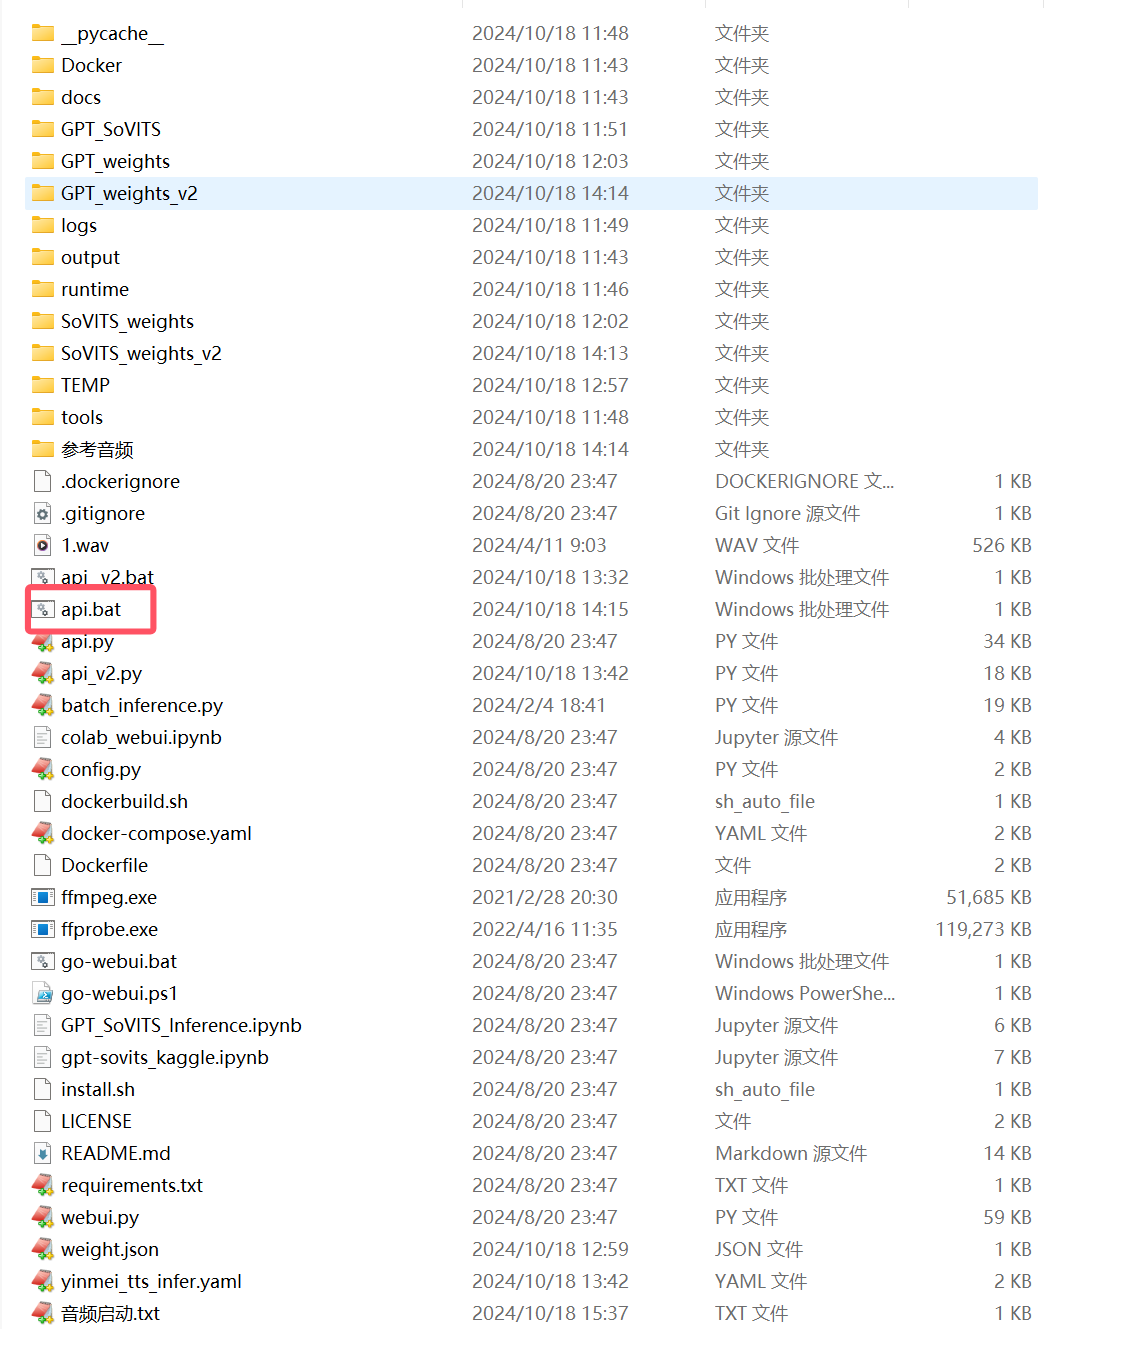 __pycache__ 2024/10/18 11:48 文件夹
Docker 2024/10/18 11:43 文件夹
docs 2024/10/18 11:43 文件夹
GPT_SoVITS 2024/10/18 11:51 文件夹
GPT_weights 2024/10/18 12:03 文件夹
GPT_weights_v2 2024/10/18 14:14 文件夹
logs 2024/10/18 11:49 文件夹
output 2024/10/18 11:43 文件夹
runtime 2024/10/18 11:46 文件夹
SoVITS_weights 2024/10/18 12:02 文件夹
SoVITS_weights_v2 2024/10/18 14:13 文件夹
TEMP 2024/10/18 12:57 文件夹
tools 2024/10/18 11:48 文件夹
参考音频 2024/10/18 14:14 文件夹
.dockerignore 2024/8/20 23:47 DOCKERIGNORE 文... 1 KB
.gitignore 2024/8/20 23:47 Git Ignore 源文件 1 KB
1.wav 2024/4/11 9:03 WAV 文件 526 KB
api_v2.bat 2024/10/18 13:32 Windows 批处理文件 1 KB
api.bat 2024/10/18 14:15 Windows 批处理文件 1 KB
api.py 2024/8/20 23:47 PY 文件 34 KB
api_v2.py 2024/10/18 13:42 PY 文件 18 KB
batch_inference.py 2024/2/4 18:41 PY 文件 19 KB
colab_webui.ipynb 2024/8/20 23:47 Jupyter 源文件 4 KB
config.py 2024/8/20 23:47 PY 文件 2 KB
dockerbuild.sh 2024/8/20 23:47 sh_auto_file 1 KB
docker-compose.yaml 2024/8/20 23:47 YAML 文件 2 KB
Dockerfile 2024/8/20 23:47 文件 2 KB
ffmpeg.exe 2021/2/28 20:30 应用程序 51,685 KB
ffprobe.exe 2022/4/16 11:35 应用程序 119,273 KB
go-webui.bat 2024/8/20 23:47 Windows 批处理文件 1 KB
go-webui.ps1 2024/8/20 23:47 Windows PowerShe... 1 KB
GPT_SoVITS_Inference.ipynb 2024/8/20 23:47 Jupyter 源文件 6 KB
gpt-sovits_kaggle.ipynb 2024/8/20 23:47 Jupyter 源文件 7 KB
install.sh 2024/8/20 23:47 sh_auto_file 1 KB
LICENSE 2024/8/20 23:47 文件 2 KB
README.md 2024/8/20 23:47 Markdown 源文件 14 KB
requirements.txt 2024/8/20 23:47 TXT 文件 1 KB
webui.py 2024/8/20 23:47 PY 文件 59 KB
weight.json 2024/10/18 12:59 JSON 文件 1 KB
yinmei_tts_infer.yaml 2024/10/18 13:42 YAML 文件 2 KB
音频启动.txt 2024/10/18 15:37 TXT 文件 1 KB